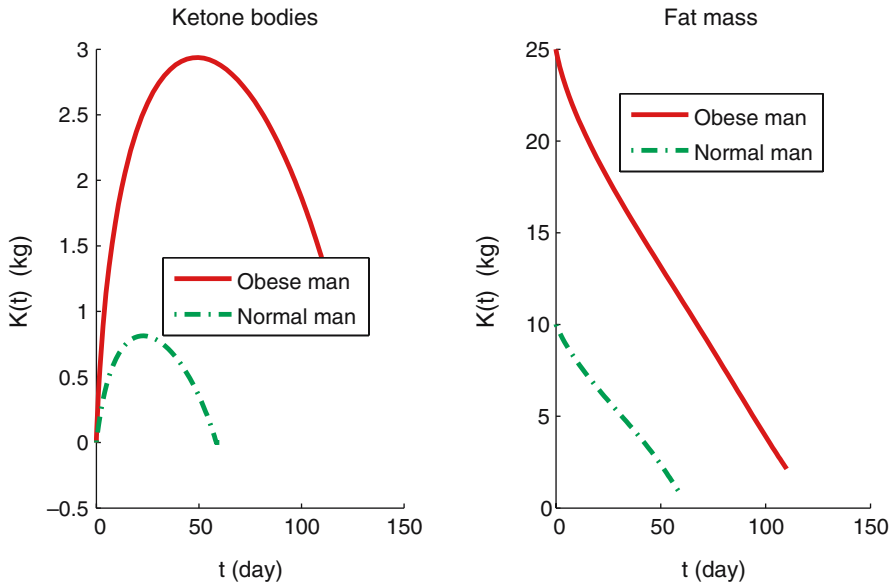 Ketone bodies
3
2.5
2
1.5
1
0.5
0
–0.5
K(t) (kg)
Obese man
Normal man
0
50
100
150
t (day)
Fat mass
25
20
15
10
5
0
K(t) (kg)
Obese man
Normal man
0
50
100
150
t (day)